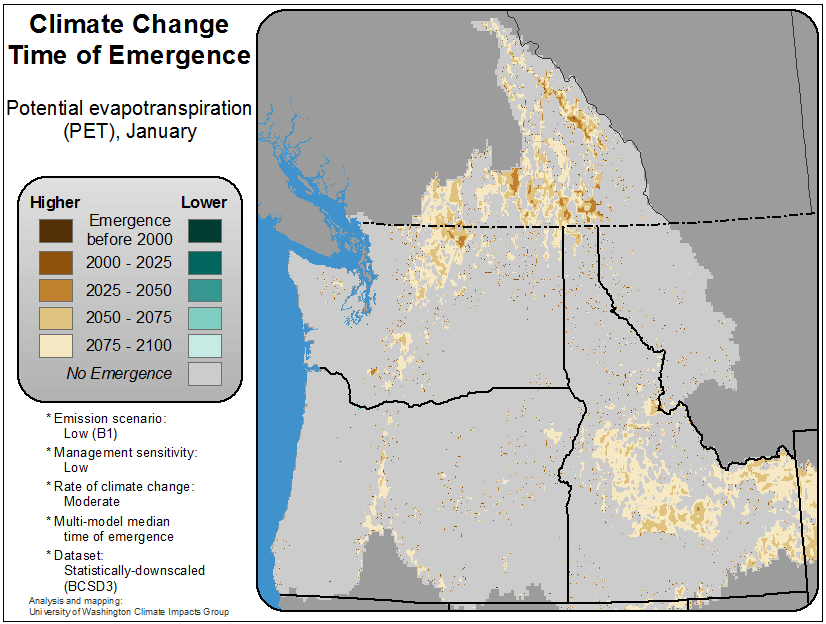 Climate Change
Time of Emergence
Potential evapotranspiration
(PET), January
Higher
Lower
Emergence
before 2000
2000 - 2025
2025 - 2050
2050 - 2075
2075 - 2100
No Emergence
* Emission scenario:
Low (B1)
* Management sensitivity:
Low
* Rate of climate change:
Moderate
* Multi-model median
time of emergence
* Dataset:
Statistically-downscaled
(BCSD3)
Analysis and mapping:
University of Washington Climate Impacts Group